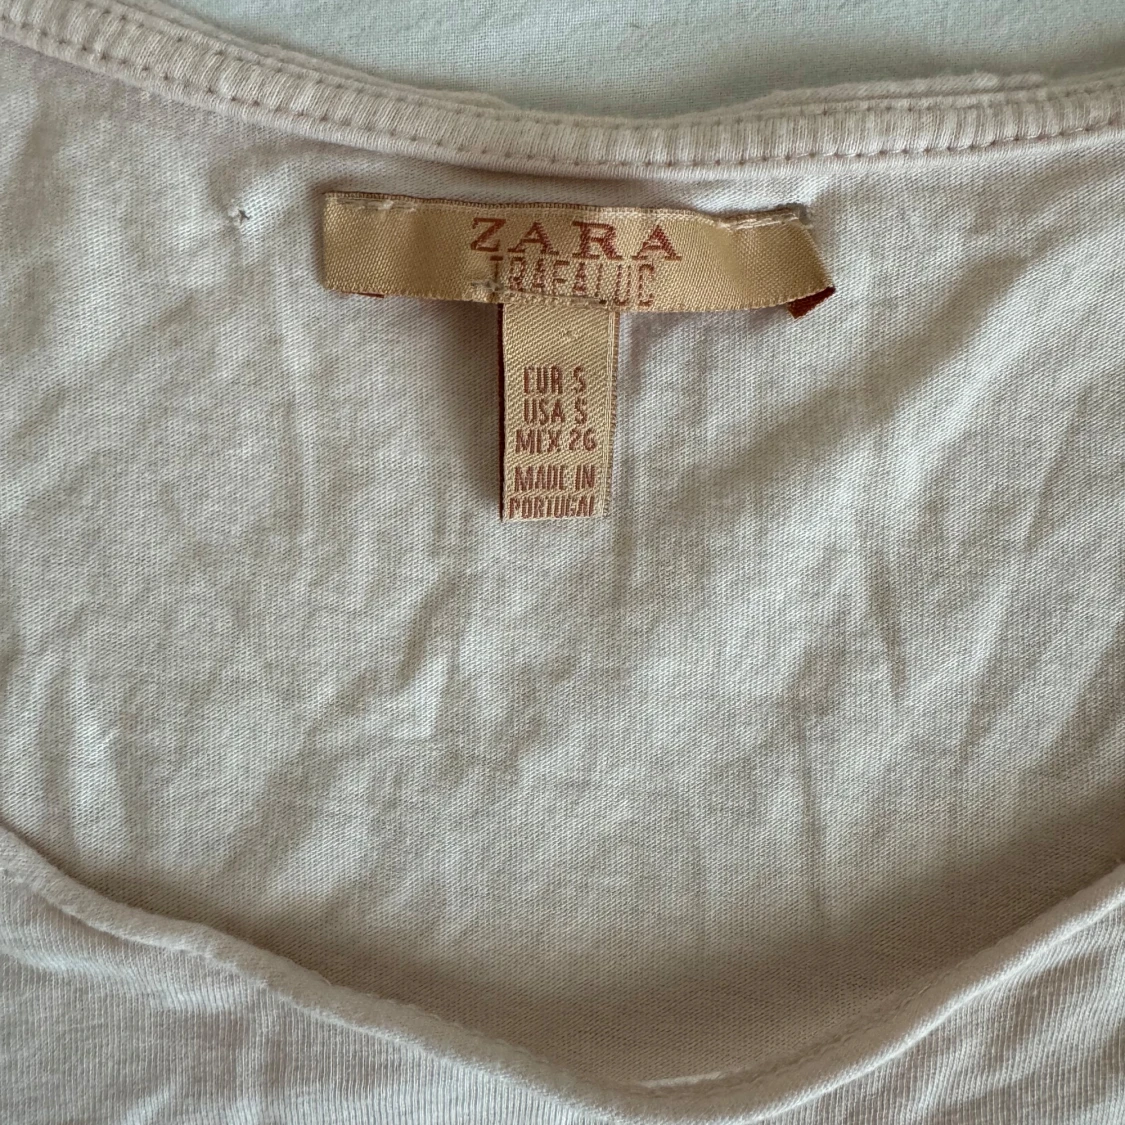 ZARA
TRAFALUC
EUR S
USA S
MEX 26
MADE IN
PORTUGAL